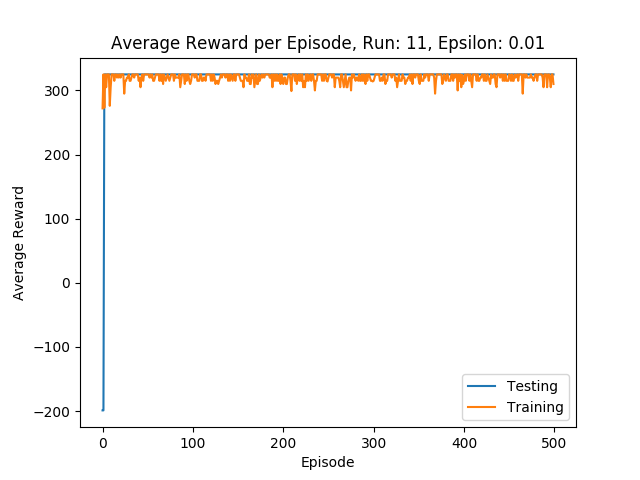 Average Reward per Episode, Run: 11, Epsilon: 0.01
Average Reward
300
200
100
0
−100
−200
0 100 200 300 400 500
Episode
Testing
Training